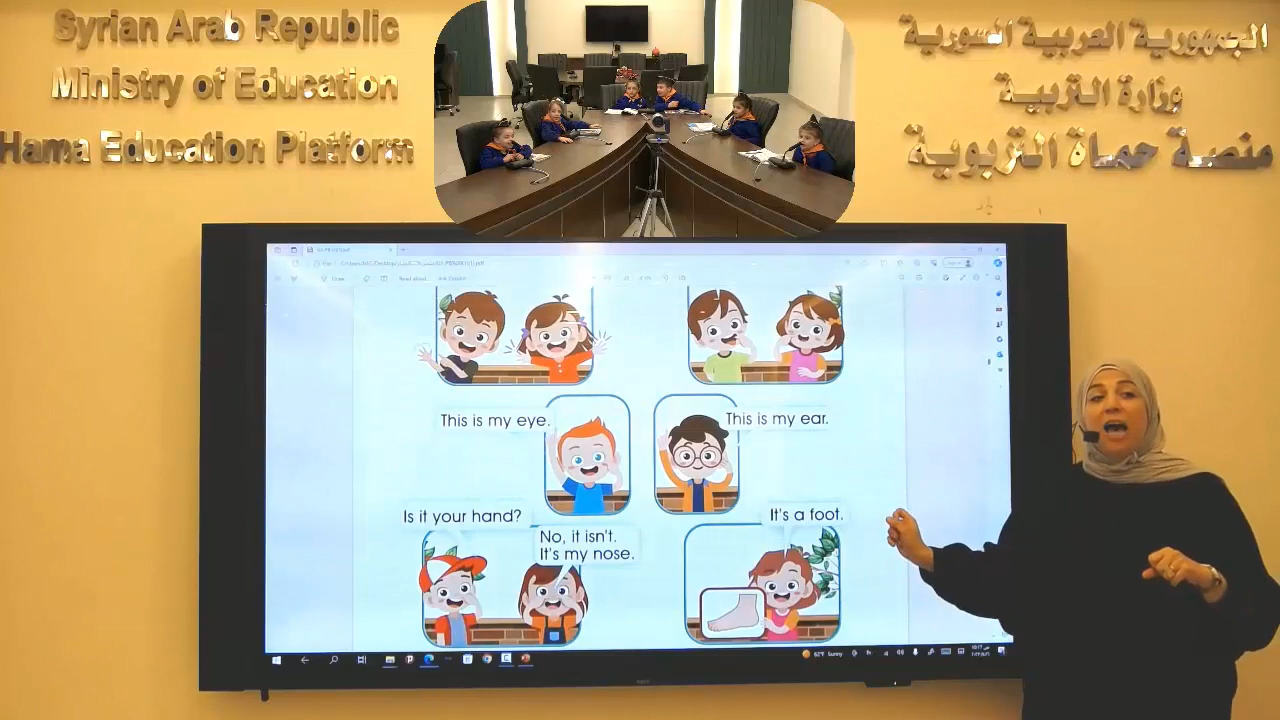 Syrian Arab Republic
Ministry of Education
Hama Education Platform
الجمهورية العربية السورية
وزارة التربية
منصة حماة التربوية
This is my eye.
This is my ear.
Is it your hand?
No, it isn't.
It's my nose.
It's a foot.
Sunny